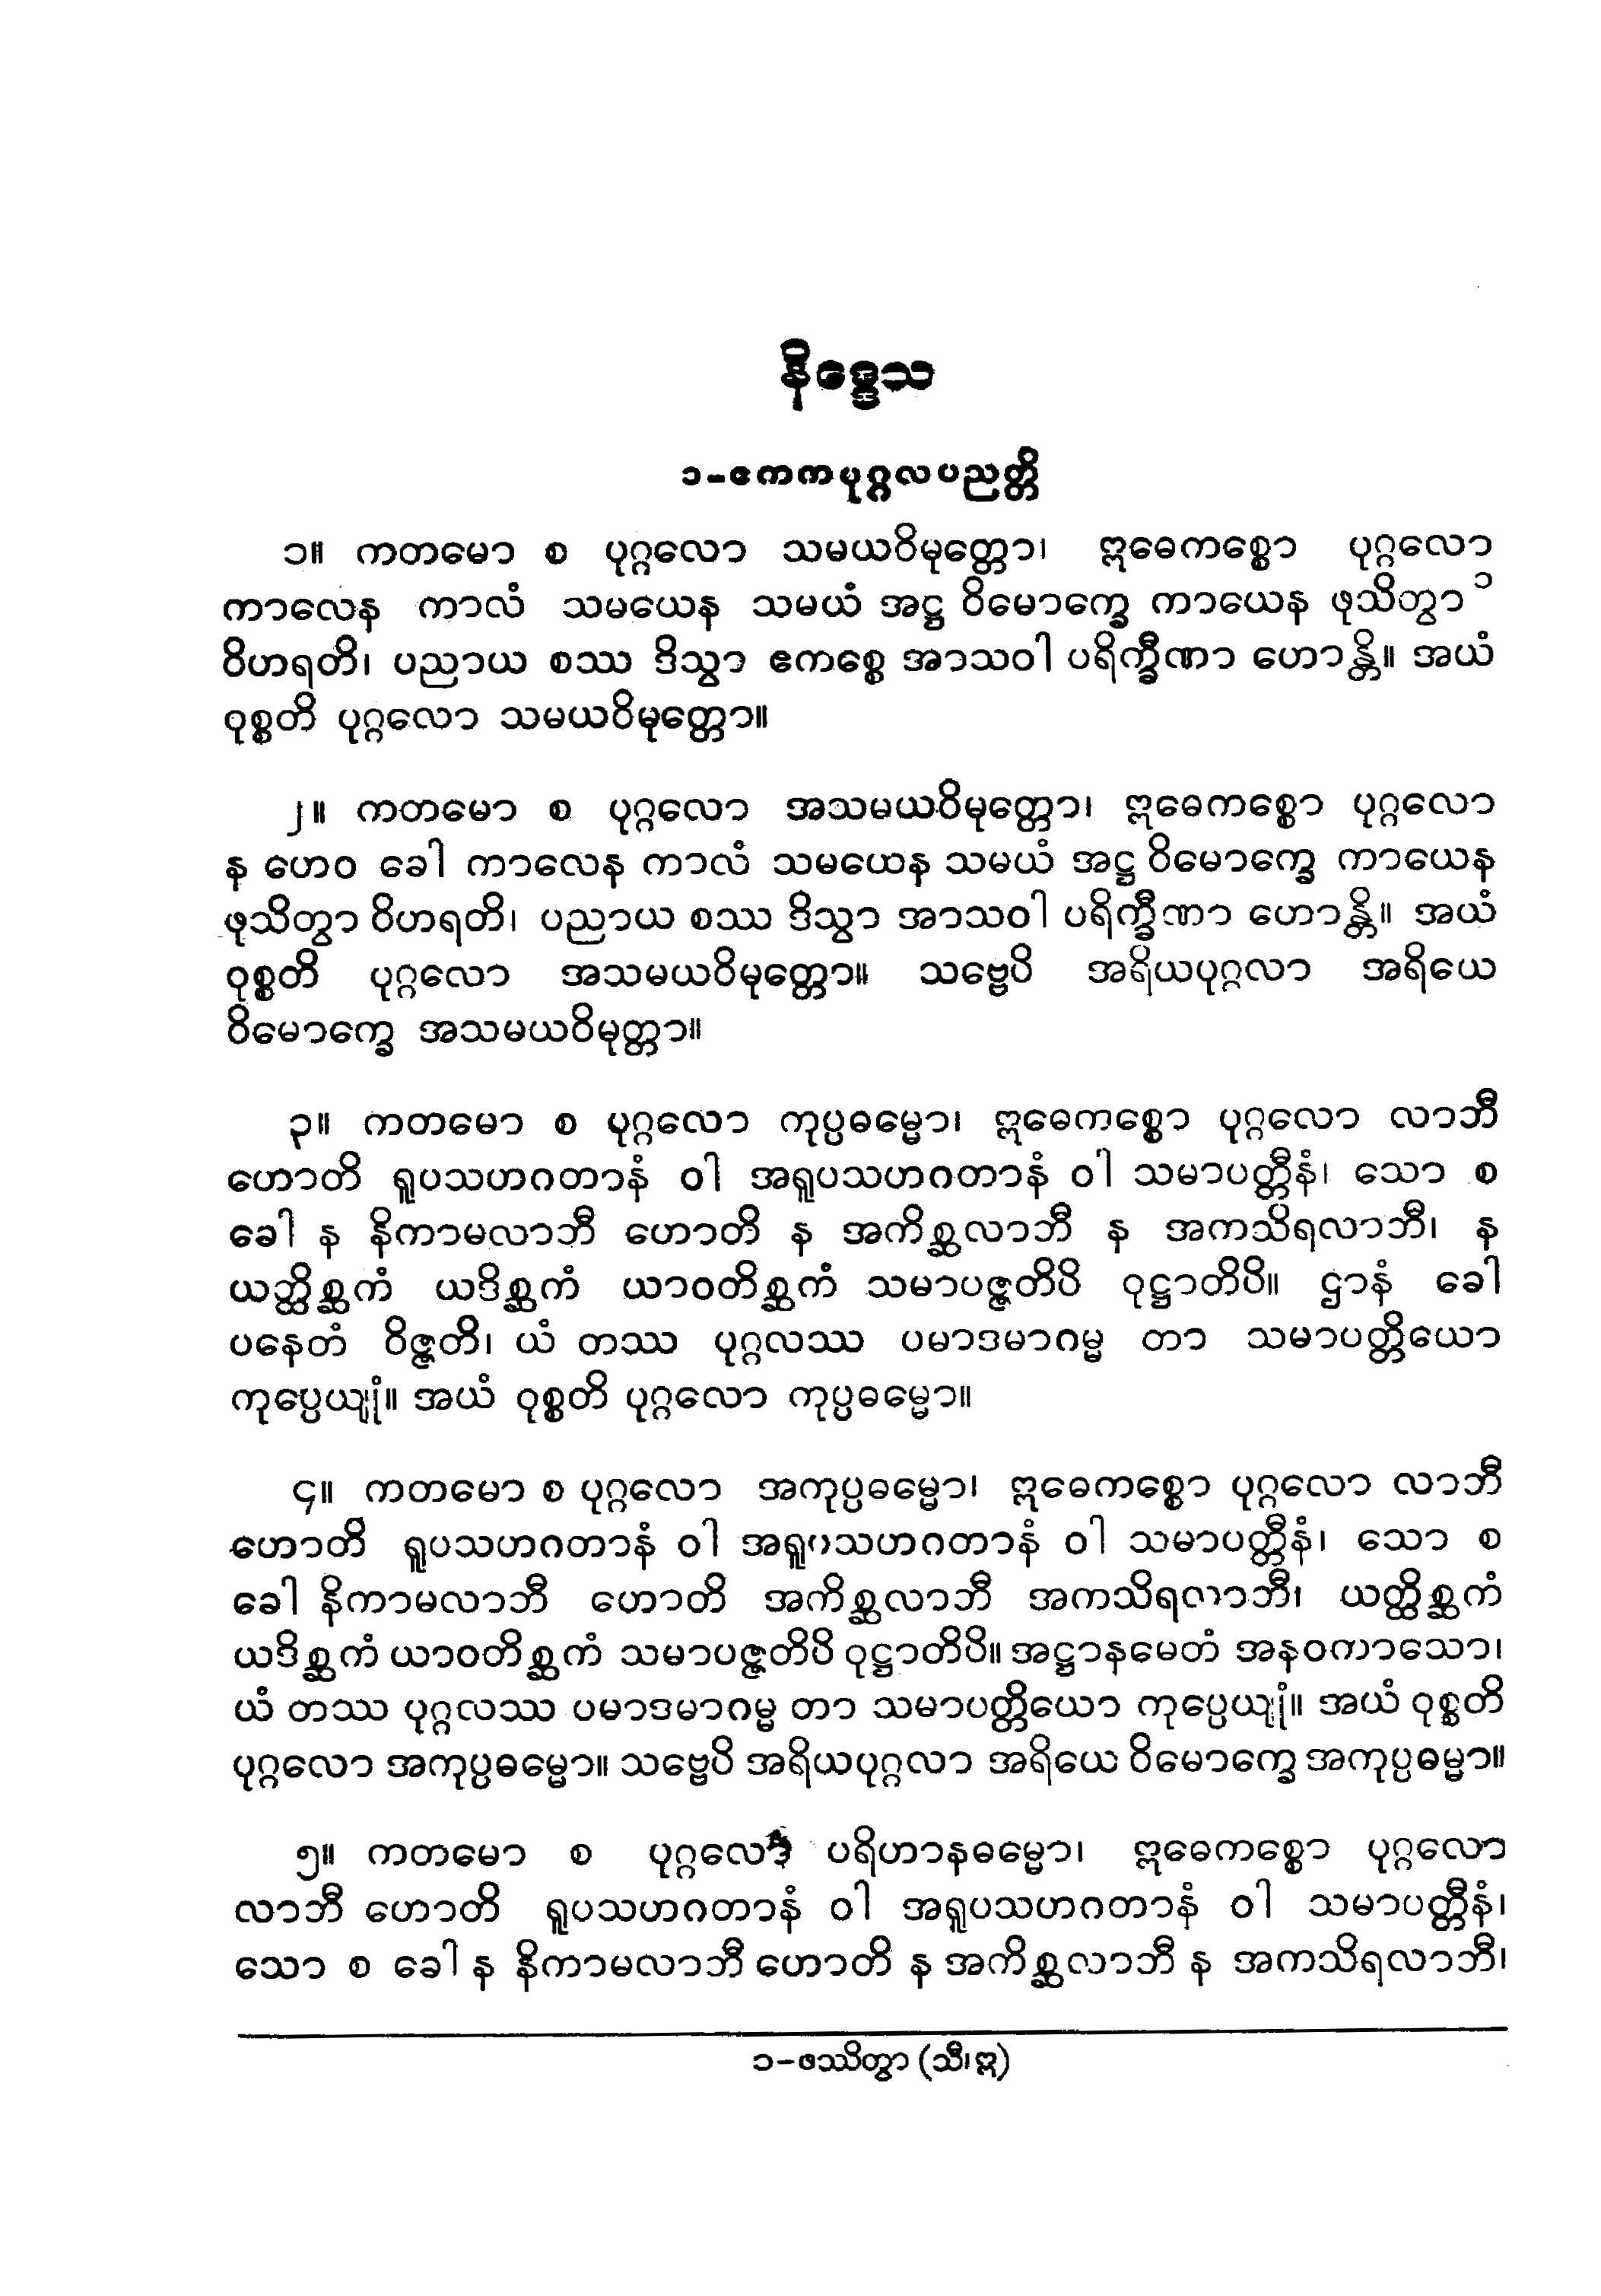 နိဒ္ဒေသ
၁-ဧကကပုဂ္ဂလပညတ္တိ
၁။ ကတမော စ ပုဂ္ဂလော သမယဝိမုတ္တော၊ ဣဓေကစ္စော ပုဂ္ဂလော
ကာလေန ကာလံ သမယေန သမယံ အဋ္ဌ ဝိမောက္ခေ ကာယေန ဖုသိတွာ ၁
ဝိဟရတိ၊ ပညာယ စဿ ဒိသွာ ဧကစ္စေ အာသဝါ ပရိက္ခီဏာ ဟောန္တိ။ အယံ
ဝုစ္စတိ ပုဂ္ဂလော သမယဝိမုတ္တော။
၂။ ကတမော စ ပုဂ္ဂလော အသမယဝိမုတ္တော၊ ဣဓေကစ္စော ပုဂ္ဂလော
န ဟေဝ ခေါ ကာလေန ကာလံ သမယေန သမယံ အဋ္ဌ ဝိမောက္ခေ ကာယေန
ဖုသိတွာ ဝိဟရတိ၊ ပညာယ စဿ ဒိသွာ အာသဝါ ပရိက္ခီဏာ ဟောန္တိ။ အယံ
ဝုစ္စတိ ပုဂ္ဂလော အသမယဝိမုတ္တော။ သဗ္ဗေပိ အရိယပုဂ္ဂလာ အရိယေ
ဝိမောက္ခေ အသမယဝိမုတ္တာ။
၃။ ကတမော စ ပုဂ္ဂလော ကုပ္ပဓမ္မော၊ ဣဓေကစ္စော ပုဂ္ဂလော လာဘီ
ဟောတိ ရူပသဟဂတာနံ ဝါ အရူပသဟဂတာနံ ဝါ သမာပတ္တီနံ၊ သော စ
ခေါ န နိကာမလာဘီ ဟောတိ န အကိစ္ဆလာဘီ န အကသိရလာဘီ၊ န
ယတ္ထိစ္ဆကံ ယဒိစ္ဆကံ ယာဝတိစ္ဆကံ သမာပဇ္ဇတိပိ ဝုဋ္ဌာတိပိ။ ဌာနံ ခေါ
ပနေတံ ဝိဇ္ဇတိ၊ ယံ တဿ ပုဂ္ဂလဿ ပမာဒမာဂမ္မ တာ သမာပတ္တိယော
ကုပ္ပေယျုံ။ အယံ ဝုစ္စတိ ပုဂ္ဂလော ကုပ္ပဓမ္မော။
၄။ ကတမော စ ပုဂ္ဂလော အကုပ္ပဓမ္မော၊ ဣဓေကစ္စော ပုဂ္ဂလော လာဘီ
ဟောတိ ရူပသဟဂတာနံ ဝါ အရူပသဟဂတာနံ ဝါ သမာပတ္တီနံ၊ သော စ
ခေါ နိကာမလာဘီ ဟောတိ အကိစ္ဆလာဘီ အကသိရလာဘီ၊ ယတ္ထိစ္ဆကံ
ယဒိစ္ဆကံ ယာဝတိစ္ဆကံ သမာပဇ္ဇတိပိ ဝုဋ္ဌာတိပိ။ အဋ္ဌာနမေတံ အနဝကာသော၊
ယံ တဿ ပုဂ္ဂလဿ ပမာဒမာဂမ္မ တာ သမာပတ္တိယော ကုပ္ပေယျုံ။ အယံ ဝုစ္စတိ
ပုဂ္ဂလော အကုပ္ပဓမ္မော။ သဗ္ဗေပိ အရိယပုဂ္ဂလာ အရိယေ ဝိမောက္ခေ အကုပ္ပဓမ္မာ။
၅။ ကတမော စ ပုဂ္ဂလော ပရိဟာနဓမ္မော၊ ဣဓေကစ္စော ပုဂ္ဂလော
လာဘီ ဟောတိ ရူပသဟဂတာနံ ဝါ အရူပသဟဂတာနံ ဝါ သမာပတ္တီနံ၊
သော စ ခေါ န နိကာမလာဘီ ဟောတိ န အကိစ္ဆလာဘီ န အကသိရလာဘီ၊
၁-ဖဿိတွာ (သီ၊ ဣ)